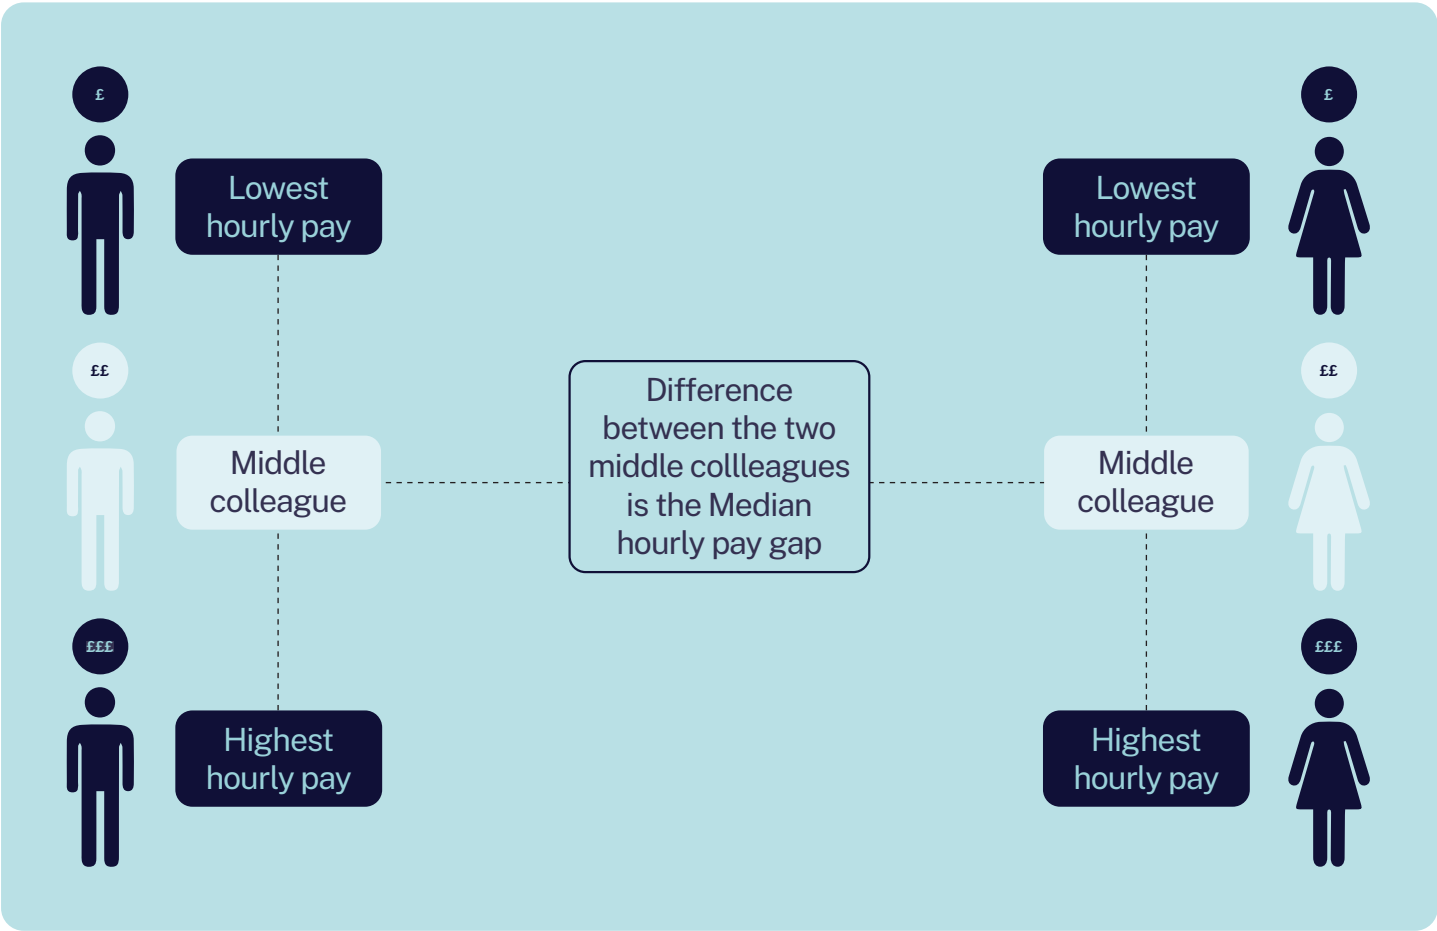 £
Lowest
hourly pay
££
Middle
colleague
£££
Highest
hourly pay
Difference
between the two
middle collleagues
is the Median
hourly pay gap
£
Lowest
hourly pay
££
Middle
colleague
£££
Highest
hourly pay